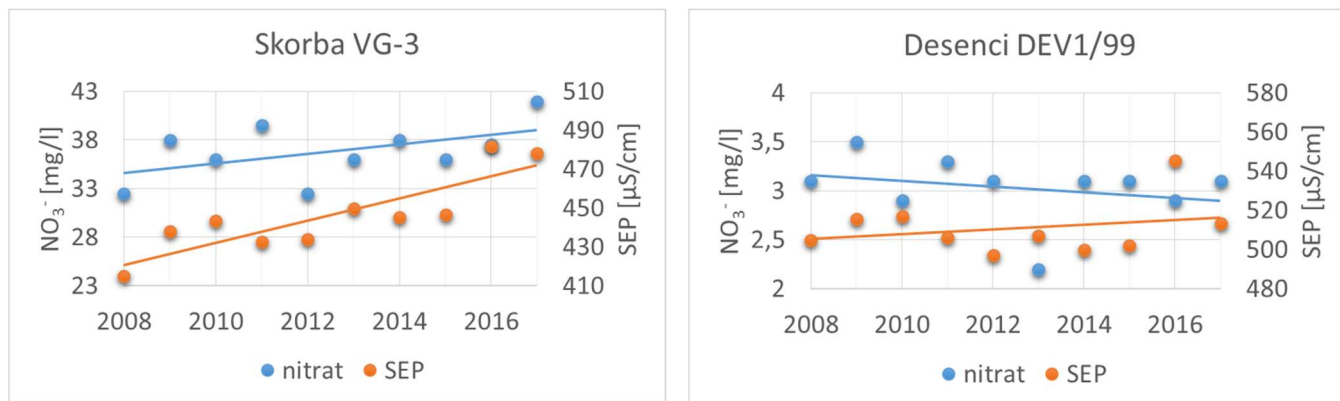 Skorba VG-3
NO₃⁻ [mg/l]
43
38
33
28
23
510
490
470
450
430
410
SEP [µS/cm]
2008 2010 2012 2014 2016
nitrat SEP
Desenci DEV1/99
NO₃⁻ [mg/l]
4
3,5
3
2,5
2
580
560
540
520
500
480
SEP [µS/cm]
2008 2010 2012 2014 2016
nitrat SEP